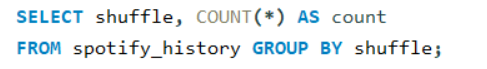 SELECT shuffle, COUNT(*) AS count
FROM spotify_history GROUP BY shuffle;